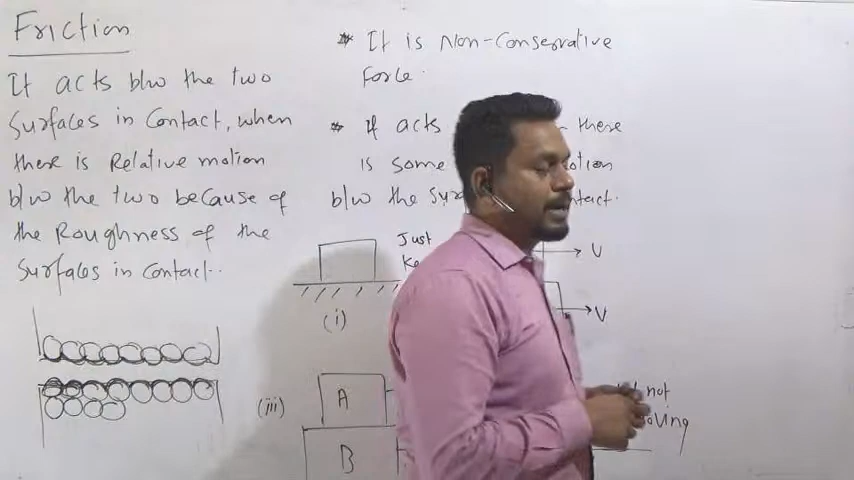 Friction
It acts b/w the two
Surfaces in Contact, when
there is Relative motion
b/w the two because of
the Roughness of the
Surfaces in Contact..
* It is Non-Conservative
Force.
* It acts there
is some
b/w the
Just
(i)
V
V
(iii)
A
B
not